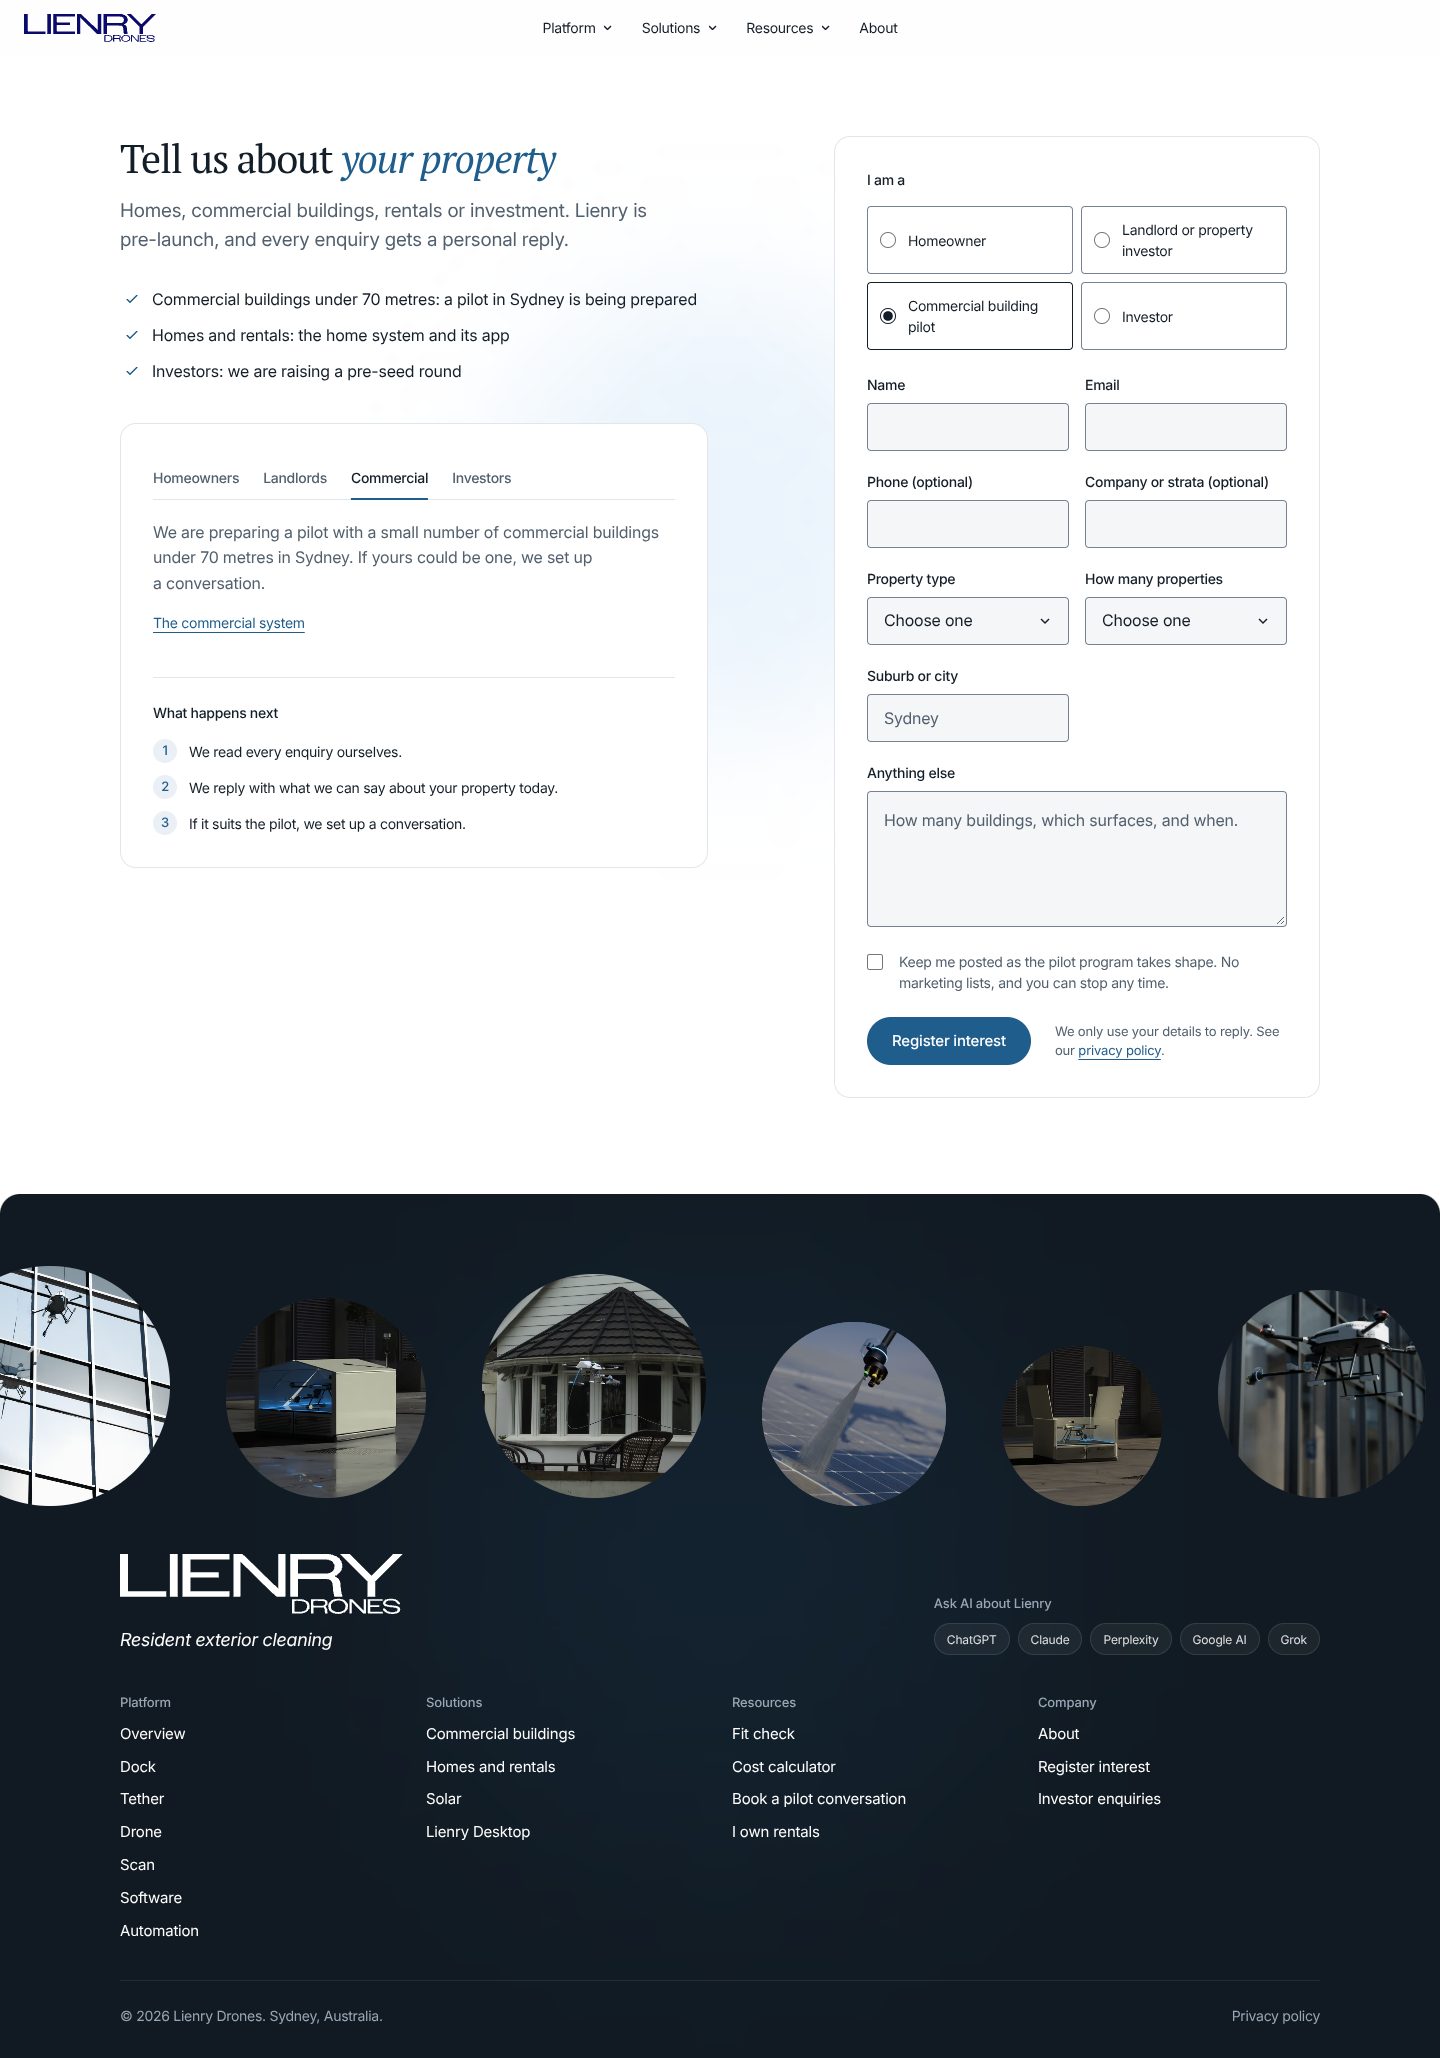 LIENRY
DRONES
Platform
Solutions
Resources
About
Tell us about your property
Homes, commercial buildings, rentals or investment. Lienry is
pre-launch, and every enquiry gets a personal reply.
Commercial buildings under 70 metres: a pilot in Sydney is being prepared
Homes and rentals: the home system and its app
Investors: we are raising a pre-seed round
Homeowners
Landlords
Commercial
Investors
We are preparing a pilot with a small number of commercial buildings
under 70 metres in Sydney. If yours could be one, we set up
a conversation.
The commercial system
What happens next
1 We read every enquiry ourselves.
2 We reply with what we can say about your property today.
3 If it suits the pilot, we set up a conversation.
I am a
Homeowner
Landlord or property
investor
Commercial building
pilot
Investor
Name
Email
Phone (optional)
Company or strata (optional)
Property type
How many properties
Choose one
Choose one
Suburb or city
Sydney
Anything else
How many buildings, which surfaces, and when.
Keep me posted as the pilot program takes shape. No
marketing lists, and you can stop any time.
Register interest
We only use your details to reply. See
our privacy policy.
LIENRY
DRONES
Resident exterior cleaning
Ask AI about Lienry
ChatGPT
Claude
Perplexity
Google AI
Grok
Platform
Overview
Dock
Tether
Drone
Scan
Software
Automation
Solutions
Commercial buildings
Homes and rentals
Solar
Lienry Desktop
Resources
Fit check
Cost calculator
Book a pilot conversation
I own rentals
Company
About
Register interest
Investor enquiries
© 2026 Lienry Drones. Sydney, Australia.
Privacy policy